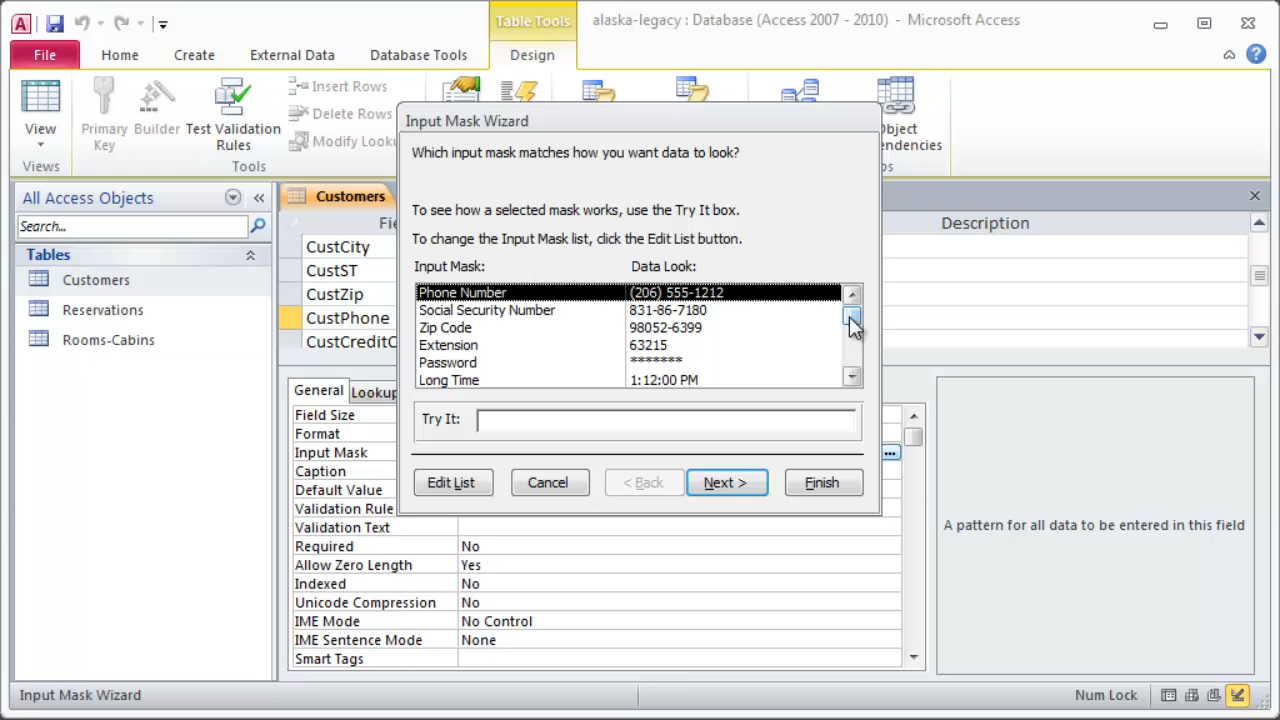 Table Tools
alaska-legacy : Database (Access 2007 - 2010) - Microsoft Access
File Home Create External Data Database Tools Design
View
Views
Primary Key
Builder
Test Validation Rules
Insert Rows
Delete Rows
Modify Looku
Tools
Object
endencies
ps
Input Mask Wizard
Which input mask matches how you want data to look?
To see how a selected mask works, use the Try It box.
To change the Input Mask list, click the Edit List button.
Input Mask: Data Look:
Phone Number (206) 555-1212
Social Security Number 831-86-7180
Zip Code 98052-6399
Extension 63215
Password *******
Long Time 1:12:00 PM
Try It:
Edit List Cancel < Back Next > Finish
All Access Objects
Search...
Tables
Customers
Reservations
Rooms-Cabins
Customers
Fie
Description
CustCity
CustST
CustZip
CustPhone
CustCreditC
General Lookup
Field Size
Format
Input Mask
Caption
Default Value
Validation Rule
Validation Text
Required No
Allow Zero Length Yes
Indexed No
Unicode Compression No
IME Mode No Control
IME Sentence Mode None
Smart Tags
A pattern for all data to be entered in this field
Input Mask Wizard
Num Lock